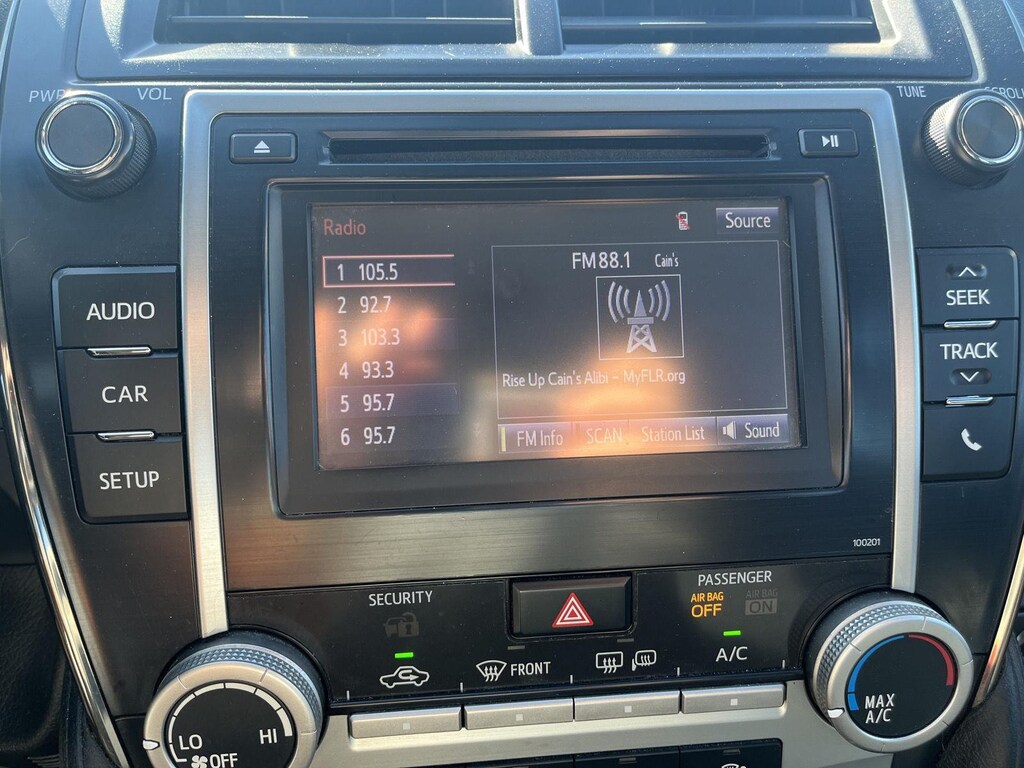 PWR VOL
TUNE SCROLL
Radio
Source
1 105.5
2 92.7
3 103.3
4 93.3
5 95.7
6 95.7
FM 88.1 Cain's
Rise Up Cain's Alibi - MyFLR.org
FM Info SCAN Station List Sound
AUDIO
CAR
SETUP
SEEK
TRACK
100201
SECURITY
PASSENGER
AIR BAG
OFF
AIR BAG
ON
FRONT
A/C
LO HI
OFF
MAX
A/C